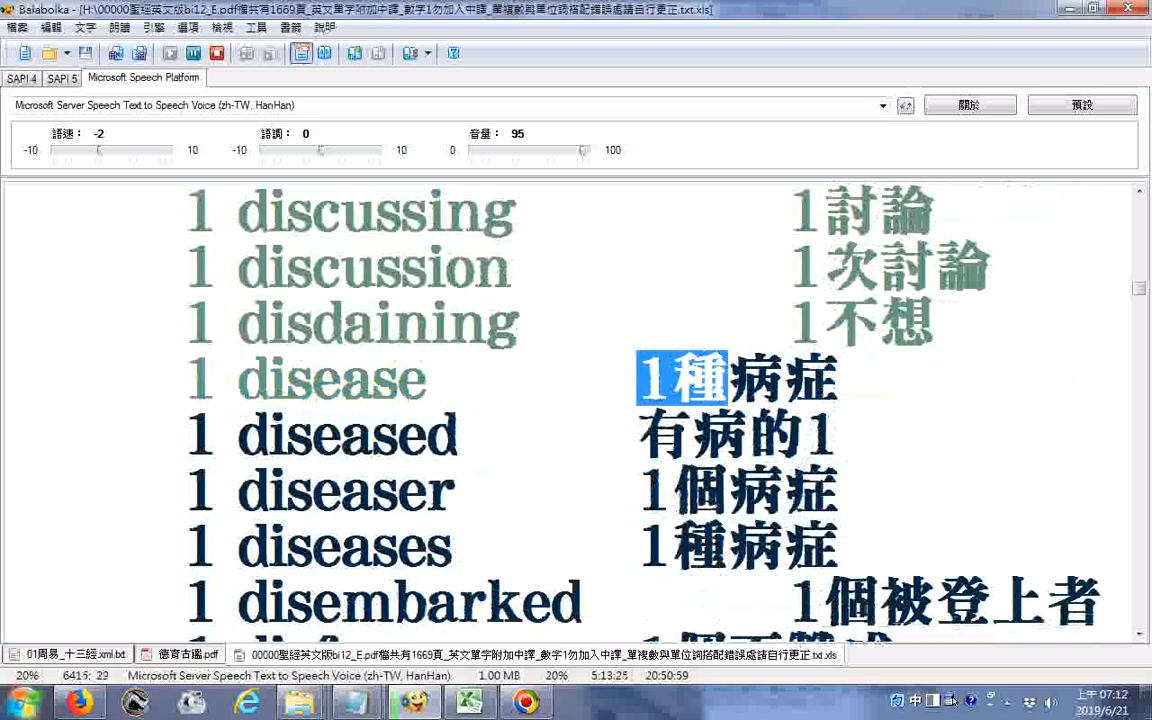 Balabolka - [H:\00000聖經英文版bi12_E.pdf檔共有1669頁_英文單字附加中譯_數字1勿加入中譯_單複數與單位詞搭配錯誤處請自行更正.txt.xls]
檔案 編輯 文字 朗讀 引擎 選項 檢視 工具 書籤 說明
SAPI 4 SAPI 5 Microsoft Speech Platform
Microsoft Server Speech Text to Speech Voice (zh-TW, HanHan) 關於 預設
語速： -2 語調： 0 音量： 95
-10 10 -10 10 0 100
1 discussing 1討論
1 discussion 1次討論
1 disdaining 1不想
1 disease 1種病症
1 diseased 有病的1
1 diseaser 1個病症
1 diseases 1種病症
1 disembarked 1個被登上者
01周易_十三經.xml.txt 德育古鑑.pdf 00000聖經英文版bi12_E.pdf檔共有1669頁_英文單字附加中譯_數字1勿加入中譯_單複數與單位詞搭配錯誤處請自行更正.txt.xls
20% 6415: 29 Microsoft Server Speech Text to Speech Voice (zh-TW, HanHan) 1.00 MB 20% 5:13:25 20:50:59
中 上午 07:12
2019/6/21